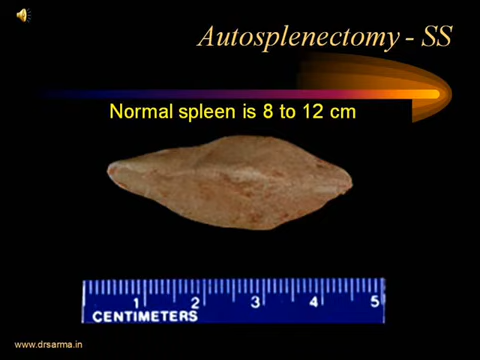 Autosplenectomy - SS
Normal spleen is 8 to 12 cm
1 2 3 4 5
CENTIMETERS
www.drsarma.in